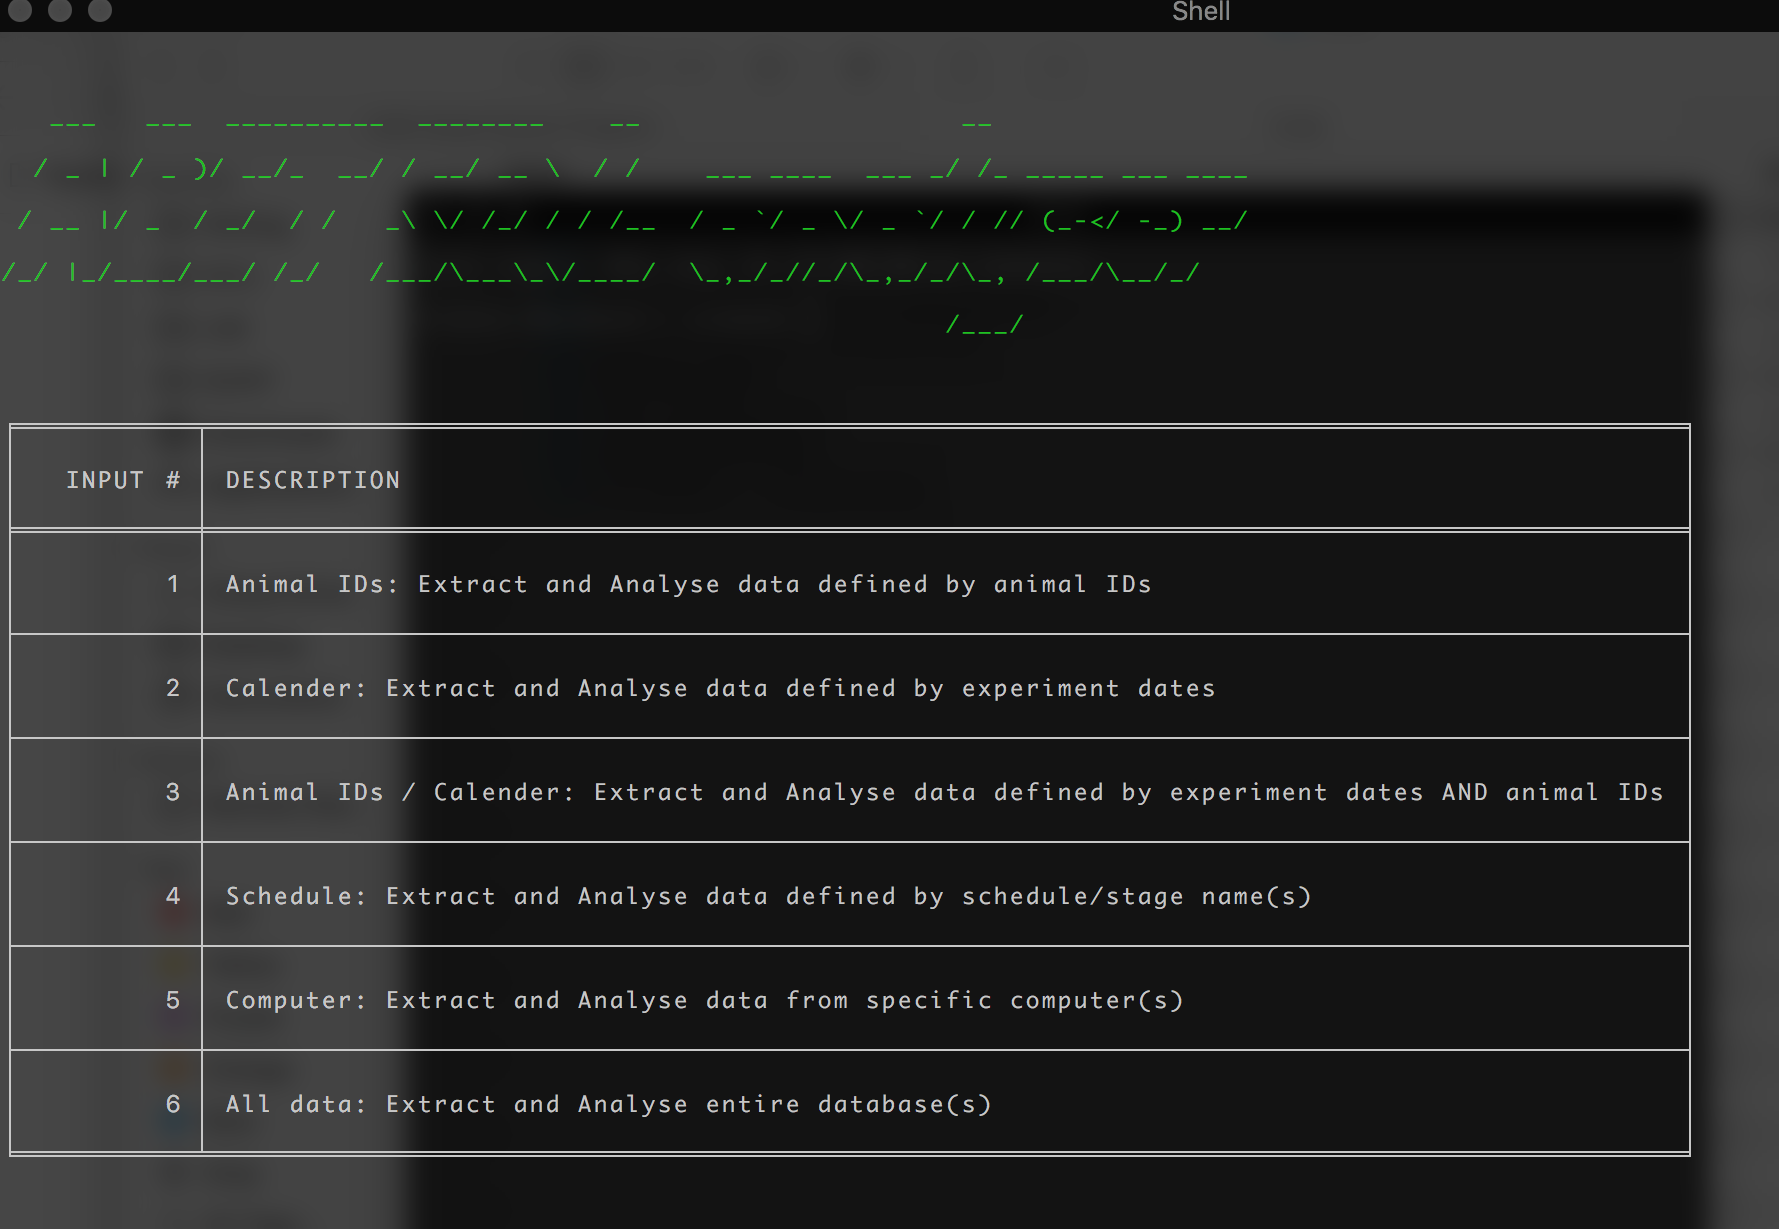 ABET SQL analyser
INPUT # DESCRIPTION
1 Animal IDs: Extract and Analyse data defined by animal IDs
2 Calender: Extract and Analyse data defined by experiment dates
3 Animal IDs / Calender: Extract and Analyse data defined by experiment dates AND animal IDs
4 Schedule: Extract and Analyse data defined by schedule/stage name(s)
5 Computer: Extract and Analyse data from specific computer(s)
6 All data: Extract and Analyse entire database(s)
Shell